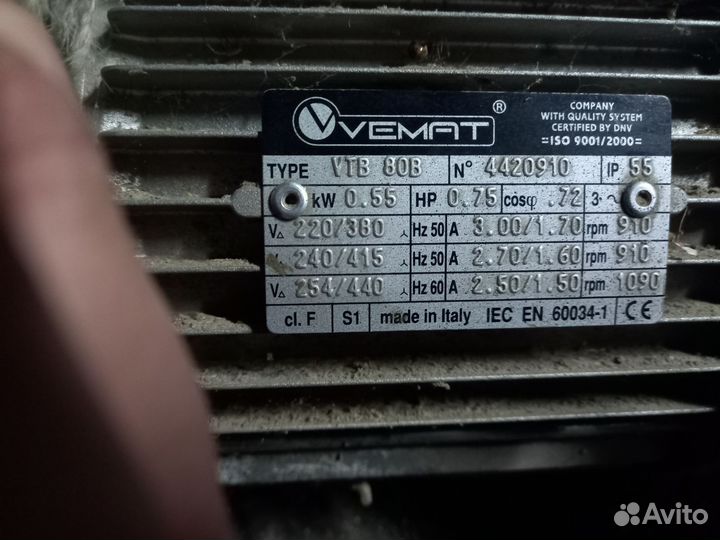 VEMAT ®
COMPANY
WITH QUALITY SYSTEM
CERTIFIED BY DNV
=ISO 9001/2000=
TYPE VTB 80B N° 4420910 IP 55
kW 0.55 HP 0.75 cosφ .72 3~
V△ 220/380 Hz 50 A 3.00/1.70 rpm 910
240/415 Hz 50 A 2.70/1.60 rpm 910
V△ 254/440 Hz 60 A 2.50/1.50 rpm 1090
cl. F S1 made in Italy IEC EN 60034-1 CE
Avito